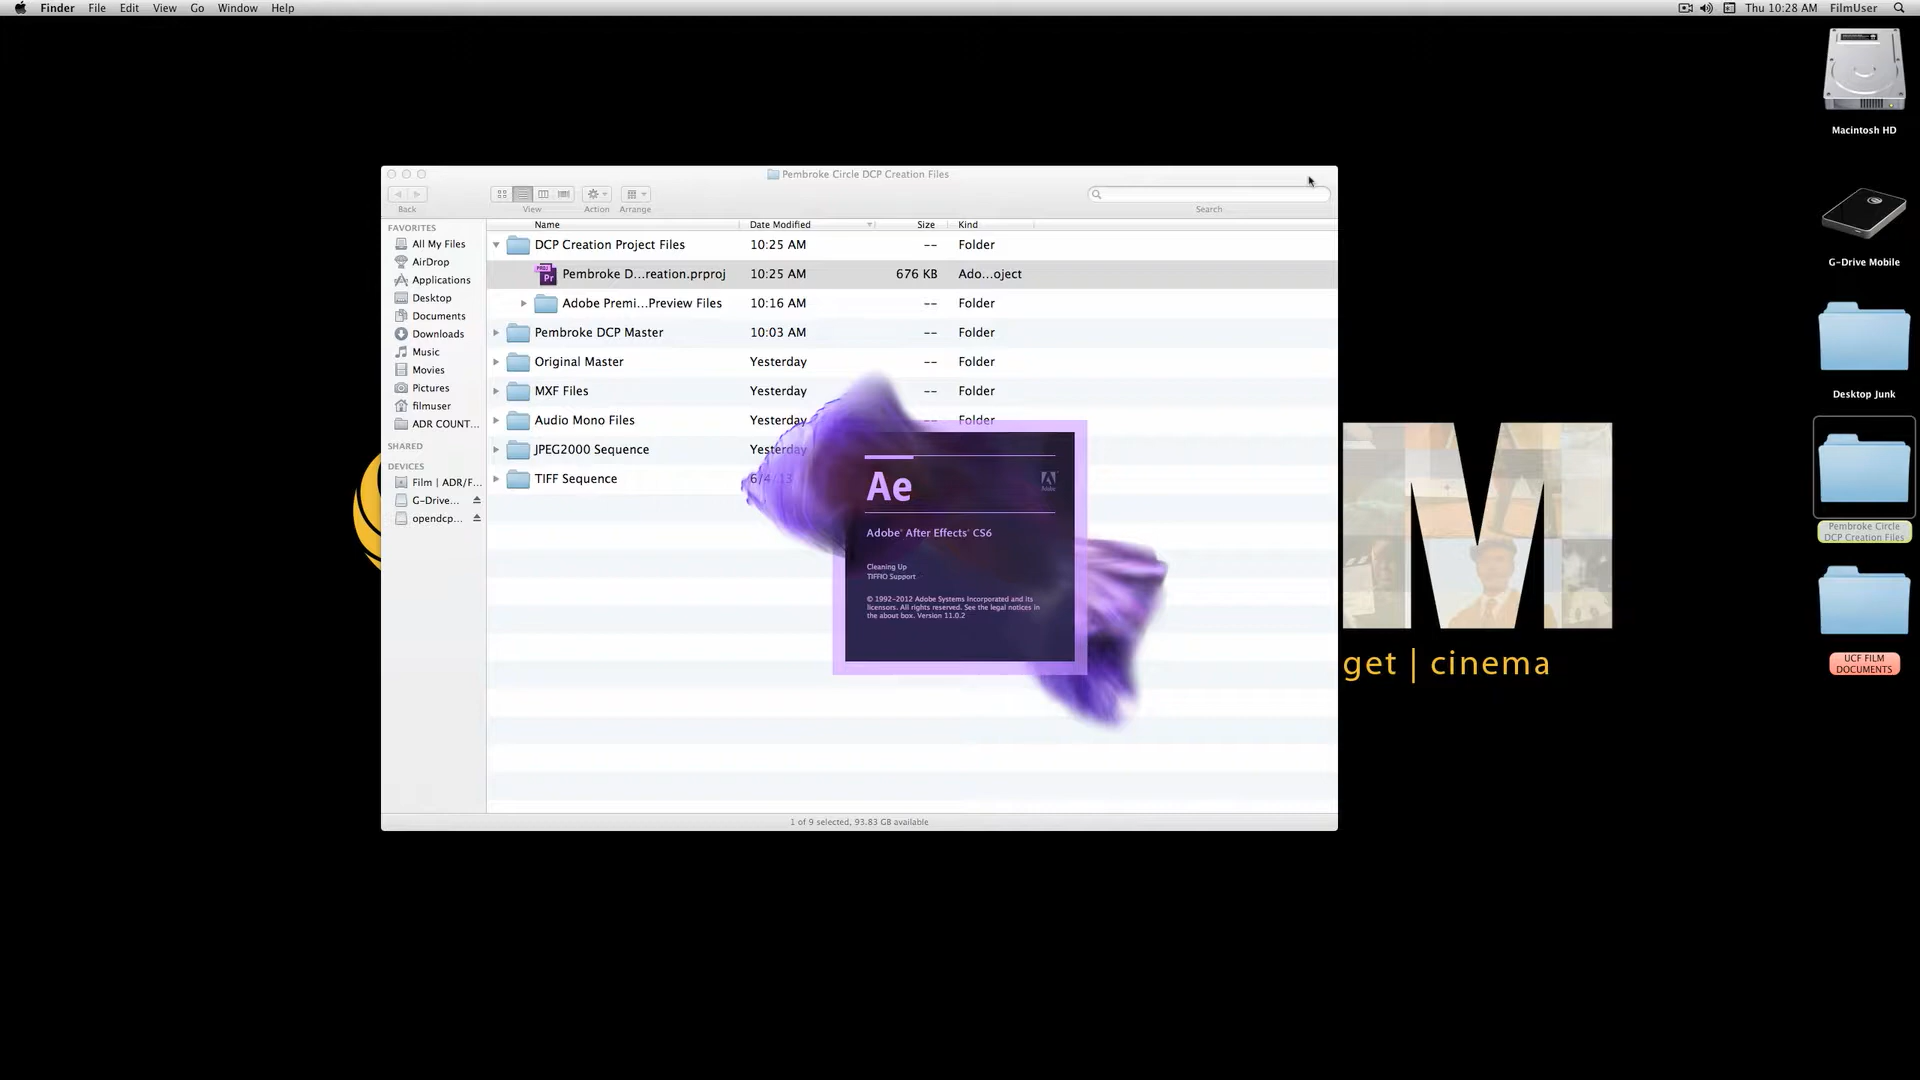 Finder File Edit View Go Window Help
Thu 10:28 AM FilmUser
Macintosh HD
G-Drive Mobile
Desktop Junk
Pembroke Circle
DCP Creation Files
UCF FILM
DOCUMENTS
Pembroke Circle DCP Creation Files
Back View Action Arrange Search
FAVORITES
All My Files
AirDrop
Applications
Desktop
Documents
Downloads
Music
Movies
Pictures
filmuser
ADR COUNT...
SHARED
DEVICES
Film | ADR/F...
G-Drive...
opendcp...
Name Date Modified Size Kind
DCP Creation Project Files 10:25 AM -- Folder
Pembroke D...reation.prproj 10:25 AM 676 KB Ado...oject
Adobe Premi...Preview Files 10:16 AM -- Folder
Pembroke DCP Master 10:03 AM -- Folder
Original Master Yesterday -- Folder
MXF Files Yesterday -- Folder
Audio Mono Files Yesterday -- Folder
JPEG2000 Sequence Yesterday
TIFF Sequence 6/4/13
PROJ
Pr
Ae
Adobe
Adobe® After Effects® CS6
Cleaning Up
TIFFIO Support
© 1992-2012 Adobe Systems Incorporated and its
licensors. All rights reserved. See the legal notices in
the about box. Version 11.0.2
1 of 9 selected, 93.83 GB available
M
get | cinema